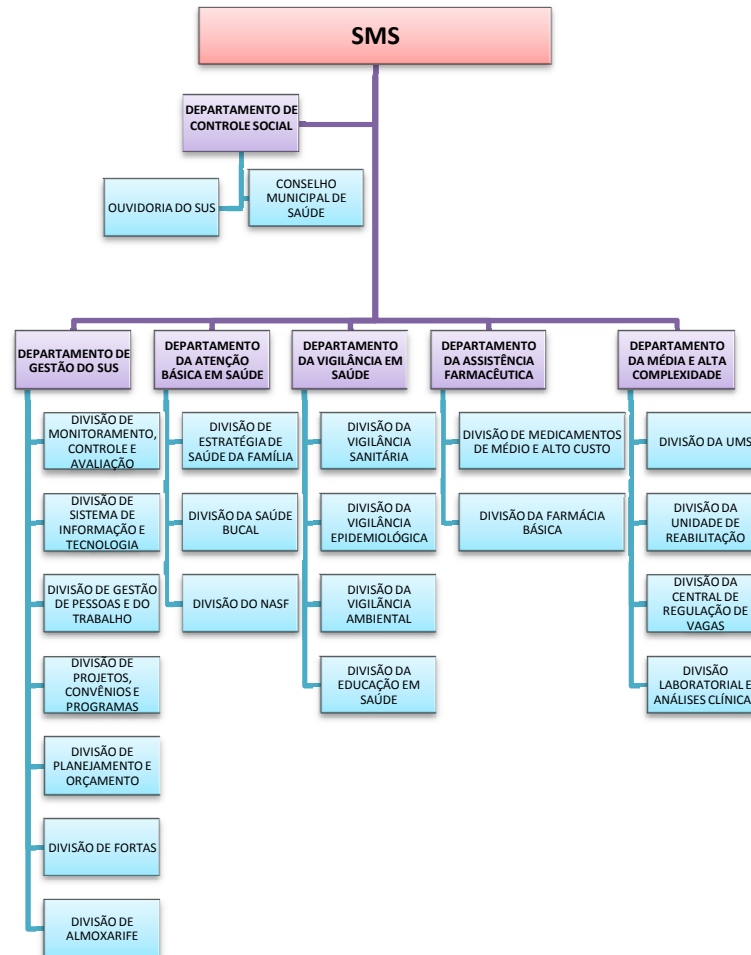 SMS
DEPARTAMENTO DE
CONTROLE SOCIAL
OUVIDORIA DO SUS
CONSELHO
MUNICIPAL DE
SAÚDE
DEPARTAMENTO DE
GESTÃO DO SUS
DIVISÃO DE
MONITORAMENTO,
CONTROLE E
AVALIAÇÃO
DIVISÃO DE
SISTEMA DE
INFORMAÇÃO E
TECNOLOGIA
DIVISÃO DE GESTÃO
DE PESSOAS E DO
TRABALHO
DIVISÃO DE
PROJETOS,
CONVÊNIOS E
PROGRAMAS
DIVISÃO DE
PLANEJAMENTO E
ORÇAMENTO
DIVISÃO DE FORTAS
DIVISÃO DE
ALMOXARIFE
DEPARTAMENTO
DA ATENÇÃO
BÁSICA EM SAÚDE
DIVISÃO DE
ESTRATÉGIA DE
SAÚDE DA FAMÍLIA
DIVISÃO DA SAÚDE
BUCAL
DIVISÃO DO NASF
DEPARTAMENTO
DA VIGILÂNCIA EM
SAÚDE
DIVISÃO DA
VIGILÂNCIA
SANITÁRIA
DIVISÃO DA
VIGILÂNCIA
EPIDEMIOLÓGICA
DIVISÃO DA
VIGILÂNCIA
AMBIENTAL
DIVISÃO DA
EDUCAÇÃO EM
SAÚDE
DEPARTAMENTO
DA ASSISTÊNCIA
FARMACÊUTICA
DIVISÃO DE MEDICAMENTOS
DE MÉDIO E ALTO CUSTO
DIVISÃO DA FARMÁCIA
BÁSICA
DEPARTAMENTO
DA MÉDIA E ALTA
COMPLEXIDADE
DIVISÃO DA UMS
DIVISÃO DA
UNIDADE DE
REABILITAÇÃO
DIVISÃO DA
CENTRAL DE
REGULAÇÃO DE
VAGAS
DIVISÃO
LABORATORIAL E
ANÁLISES CLÍNICA